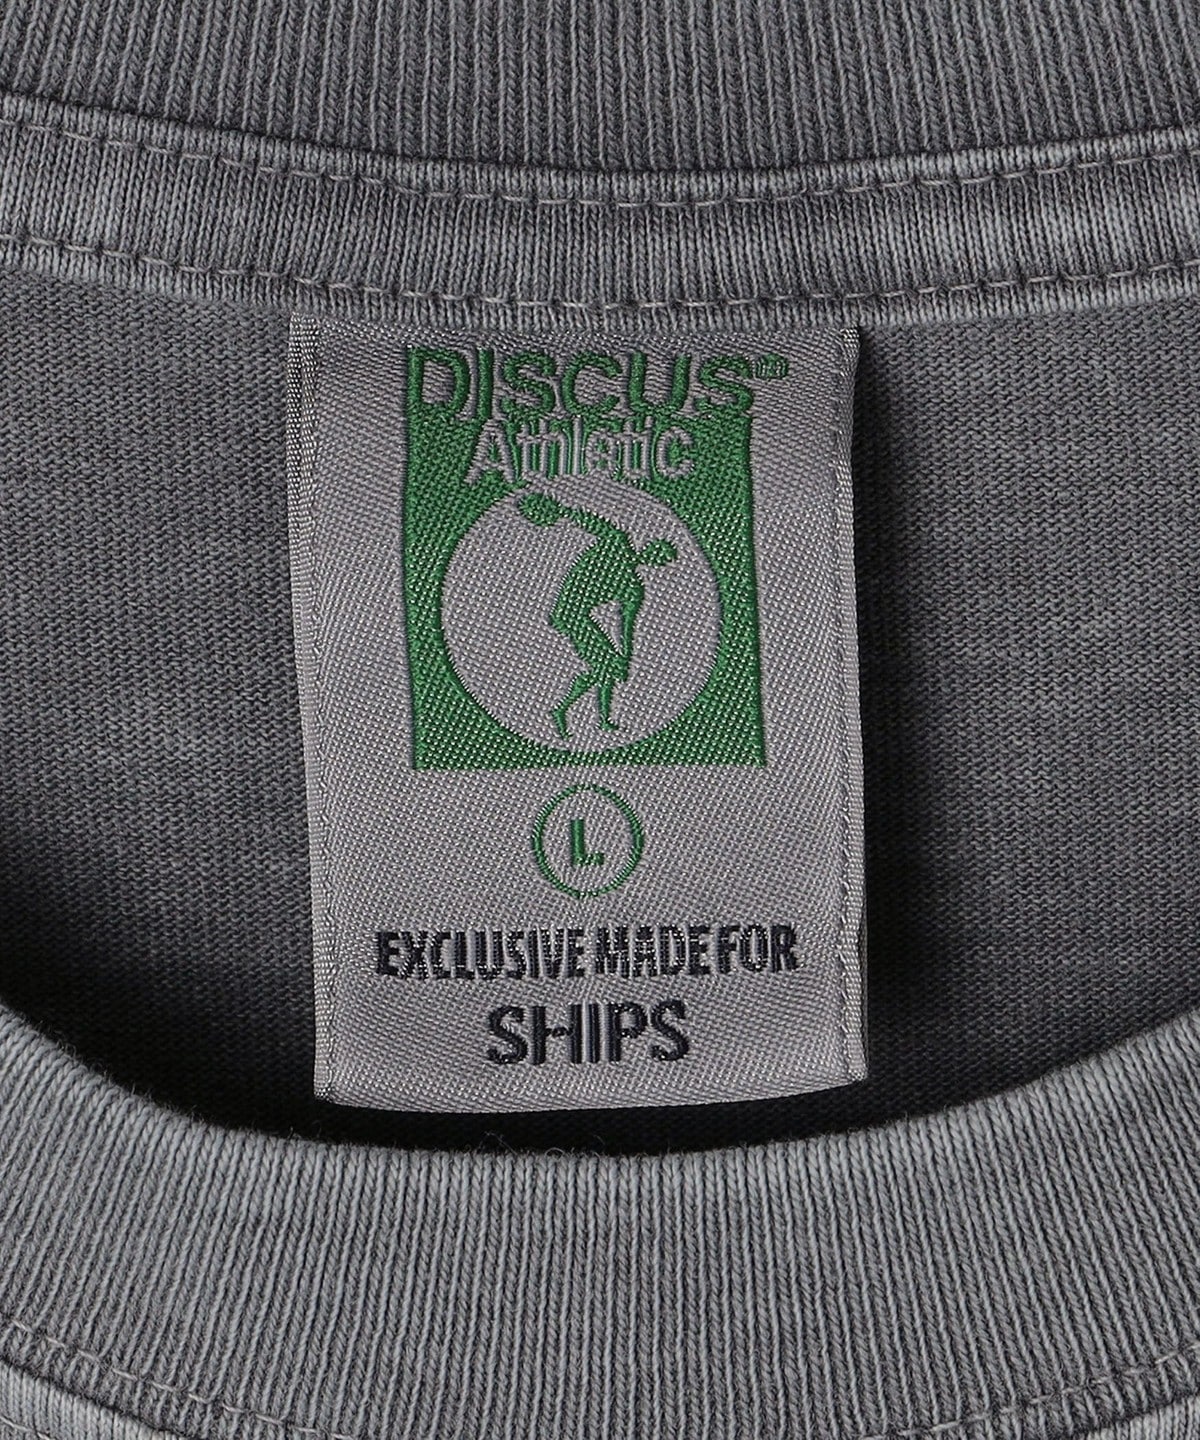 DISCUS®
Athletic
L
EXCLUSIVE MADE FOR
SHIPS